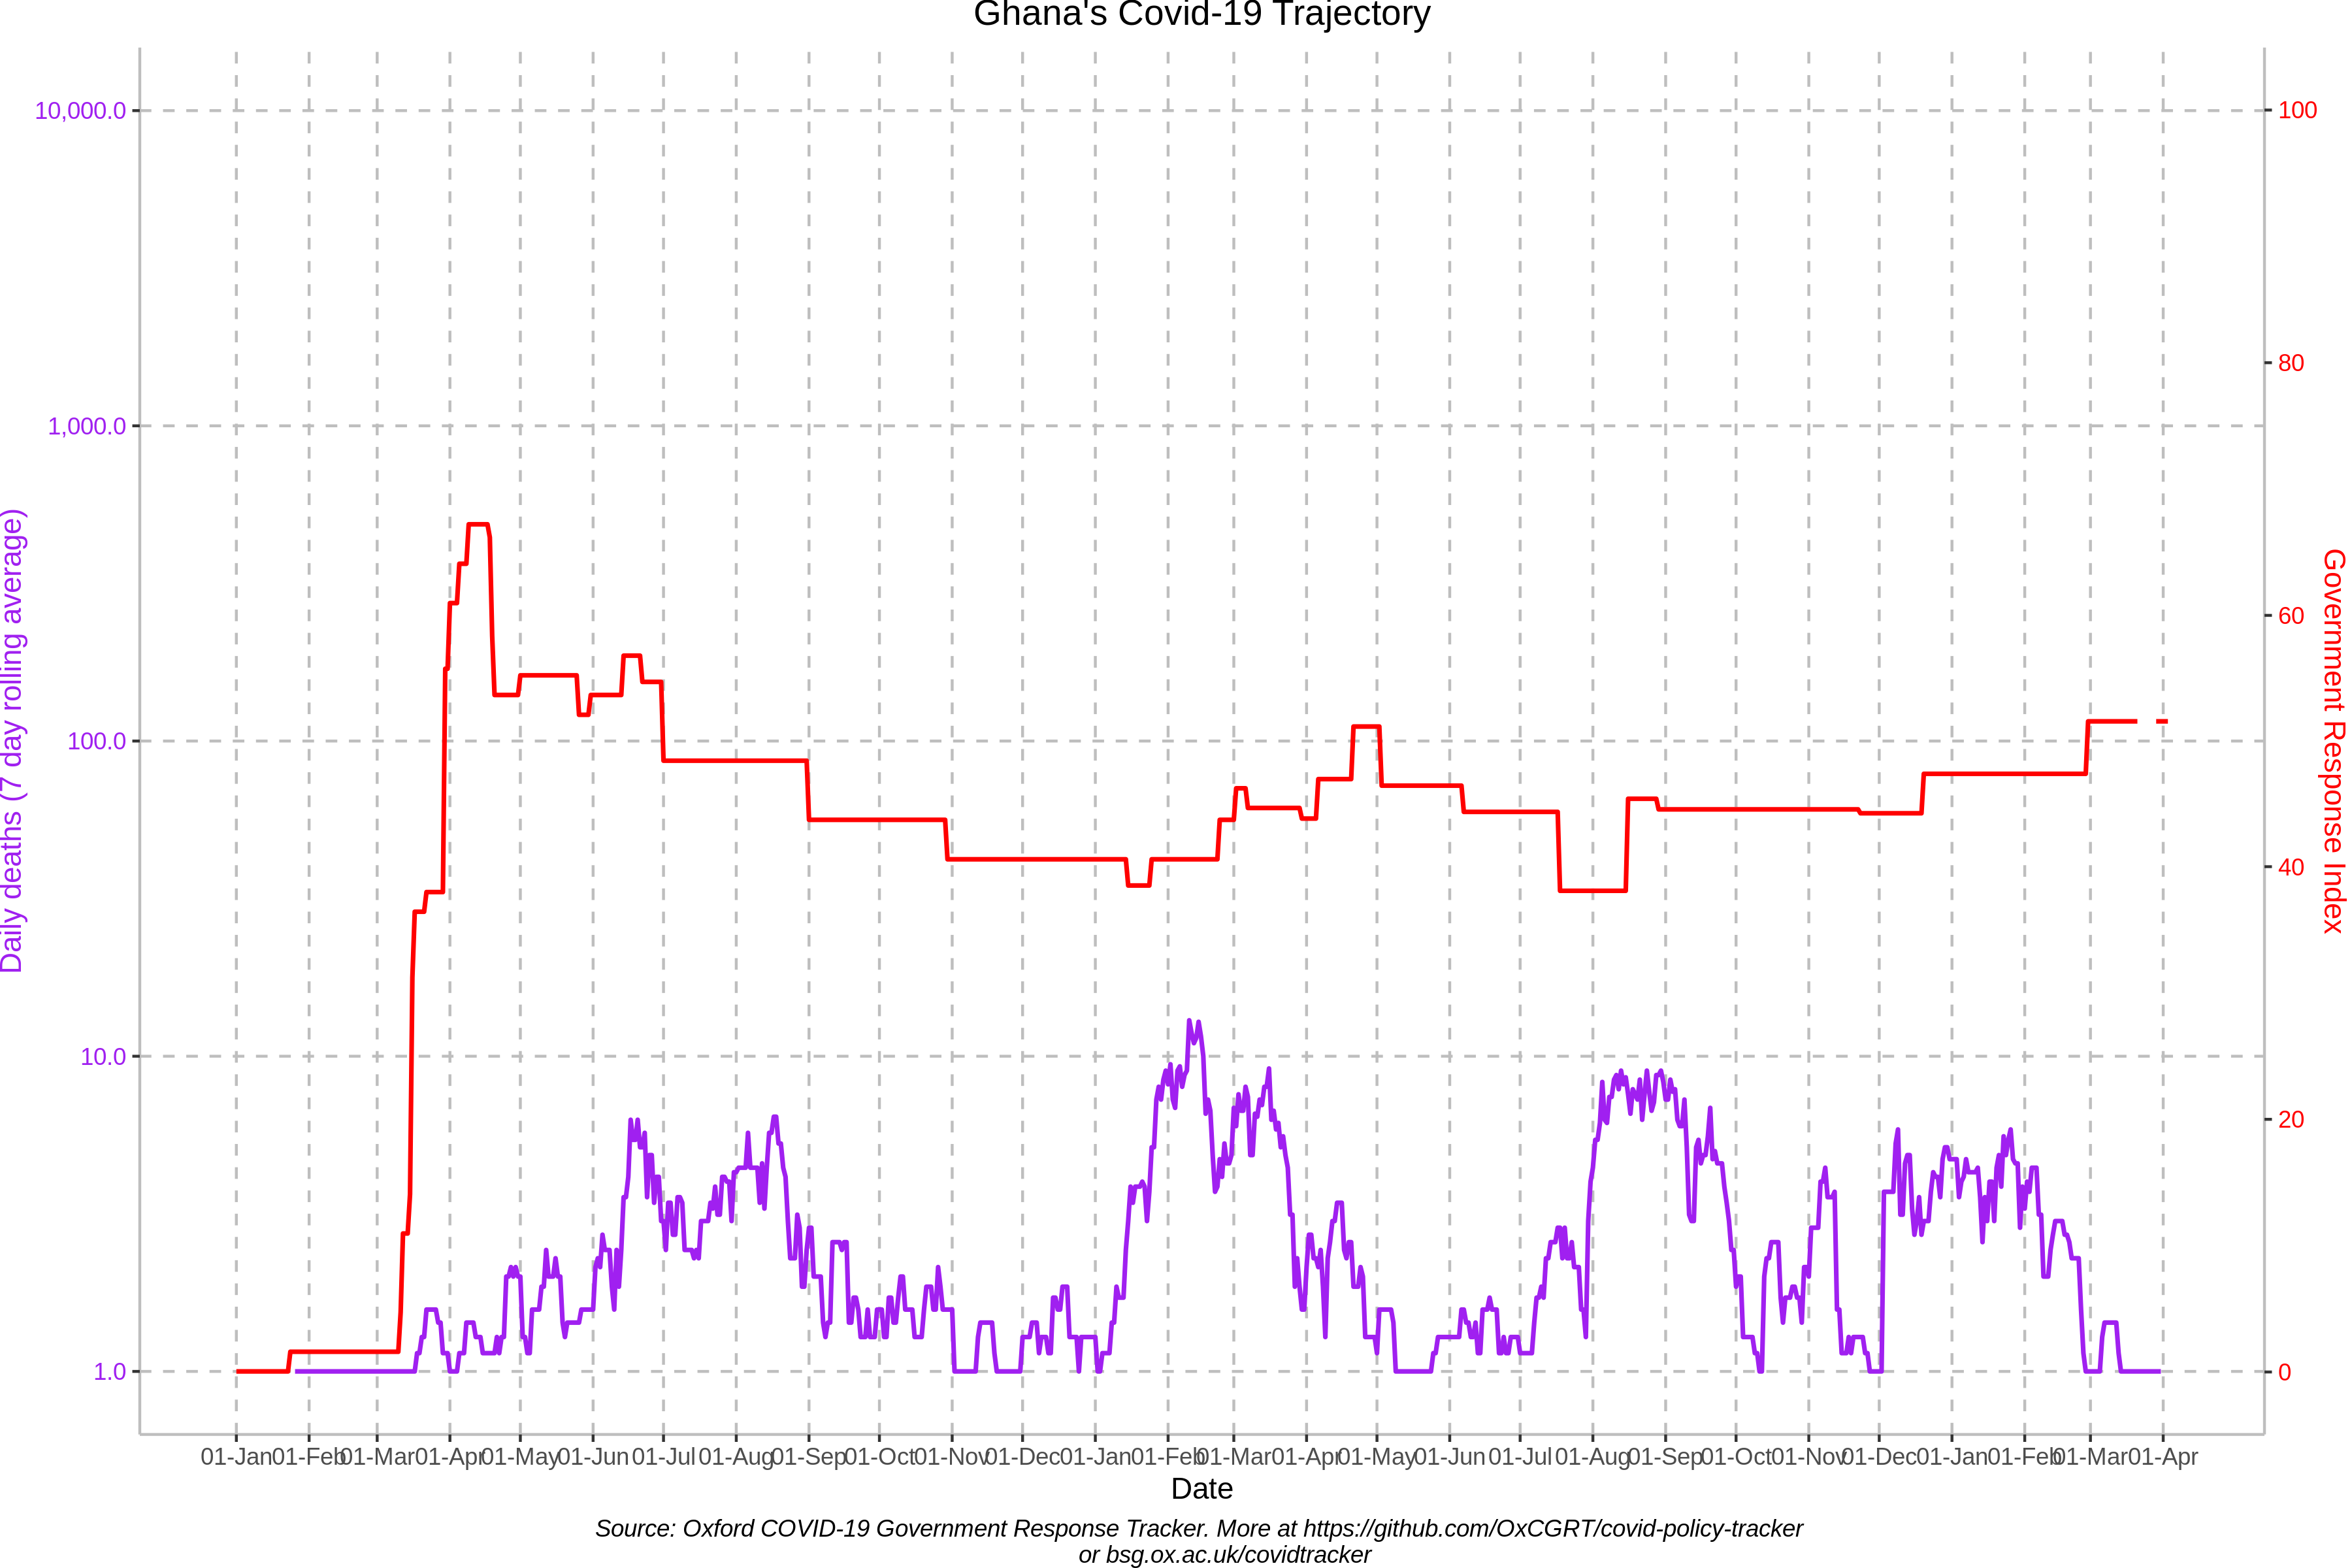 Ghana's Covid-19 Trajectory
Daily deaths (7 day rolling average)
10,000.0
1,000.0
100.0
10.0
1.0
100
80
60
40
20
0
Government Response Index
01-Jan 01-Feb 01-Mar 01-Apr 01-May 01-Jun 01-Jul 01-Aug 01-Sep 01-Oct 01-Nov 01-Dec 01-Jan 01-Feb 01-Mar 01-Apr 01-May 01-Jun 01-Jul 01-Aug 01-Sep 01-Oct 01-Nov 01-Dec 01-Jan 01-Feb 01-Mar 01-Apr
Date
Source: Oxford COVID-19 Government Response Tracker. More at https://github.com/OxCGRT/covid-policy-tracker
or bsg.ox.ac.uk/covidtracker